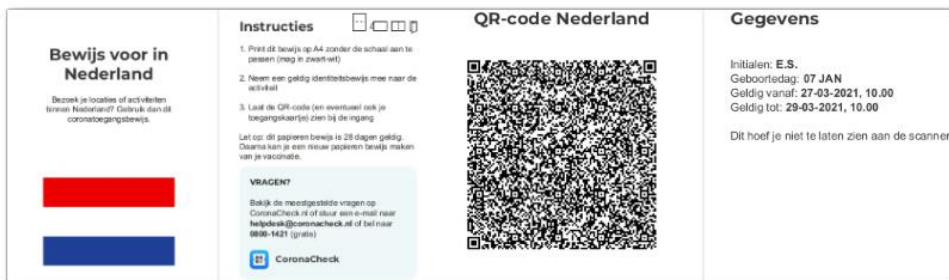 Bewijs voor in
Nederland
Bezoek je locaties of activiteiten
binnen Nederland? Gebruik dan dit
coronatoegangsbewijs.
Instructies
1. Print dit bewijs op A4 zonder de schaal aan te
passen (mag in zwart-wit)
2. Neem een geldig identiteitsbewijs mee naar de
activiteit
3. Laat de QR-code (en eventueel ook je
toegangskaartje) zien bij de ingang
Let op: dit papieren bewijs is 28 dagen geldig.
Daarna kan je een nieuw papieren bewijs maken
van je vaccinatie.
VRAGEN?
Bekijk de meestgestelde vragen op
CoronaCheck.nl of stuur een e-mail naar
helpdesk@coronacheck.nl of bel naar
0800-1421 (gratis)
CoronaCheck
QR-code Nederland
Gegevens
Initialen: E.S.
Geboortedag: 07 JAN
Geldig vanaf: 27-03-2021, 10.00
Geldig tot: 29-03-2021, 10.00
Dit hoef je niet te laten zien aan de scanner